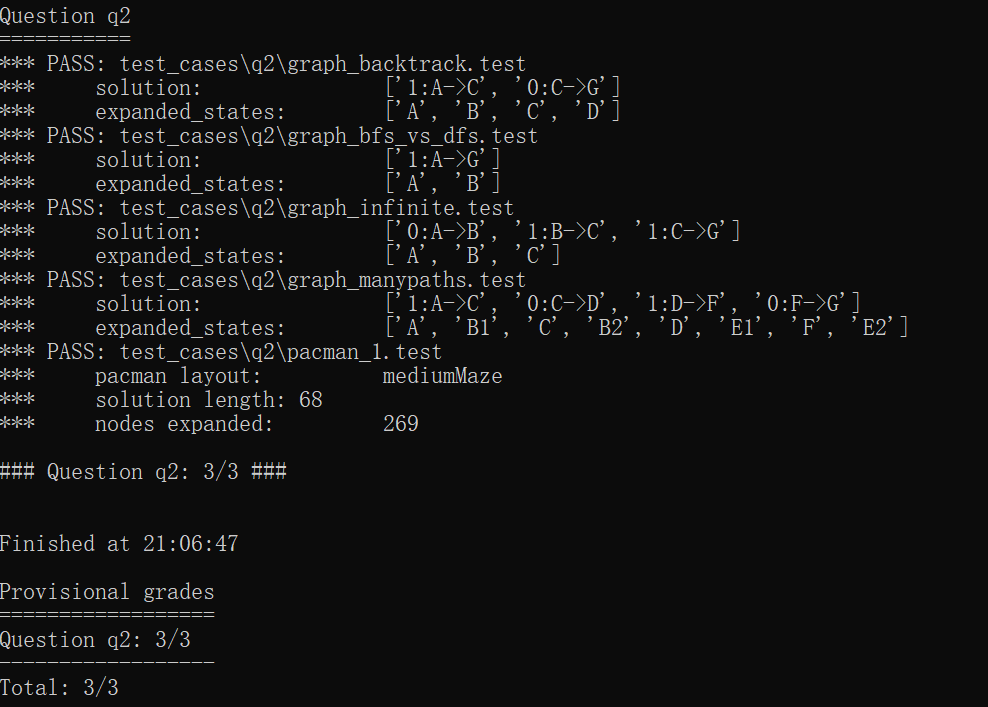 Question q2
===========
*** PASS: test_cases\q2\graph_backtrack.test
***     solution:               ['1:A->C', '0:C->G']
***     expanded_states:        ['A', 'B', 'C', 'D']
*** PASS: test_cases\q2\graph_bfs_vs_dfs.test
***     solution:               ['1:A->G']
***     expanded_states:        ['A', 'B']
*** PASS: test_cases\q2\graph_infinite.test
***     solution:               ['0:A->B', '1:B->C', '1:C->G']
***     expanded_states:        ['A', 'B', 'C']
*** PASS: test_cases\q2\graph_manypaths.test
***     solution:               ['1:A->C', '0:C->D', '1:D->F', '0:F->G']
***     expanded_states:        ['A', 'B1', 'C', 'B2', 'D', 'E1', 'F', 'E2']
*** PASS: test_cases\q2\pacman_1.test
***     pacman layout:          mediumMaze
***     solution length: 68
***     nodes expanded:         269

### Question q2: 3/3 ###

Finished at 21:06:47

Provisional grades
==================
Question q2: 3/3
------------------
Total: 3/3